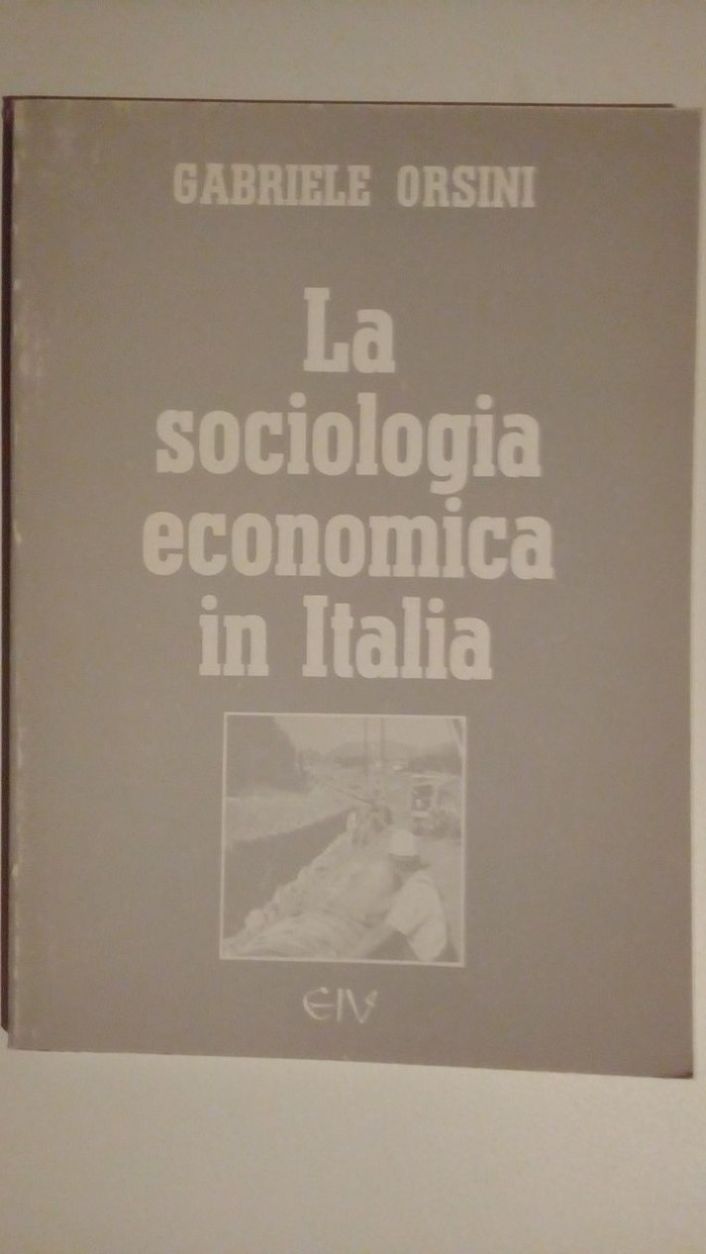 GABRIELE ORSINI
La
sociologia
economica
in Italia
EIV